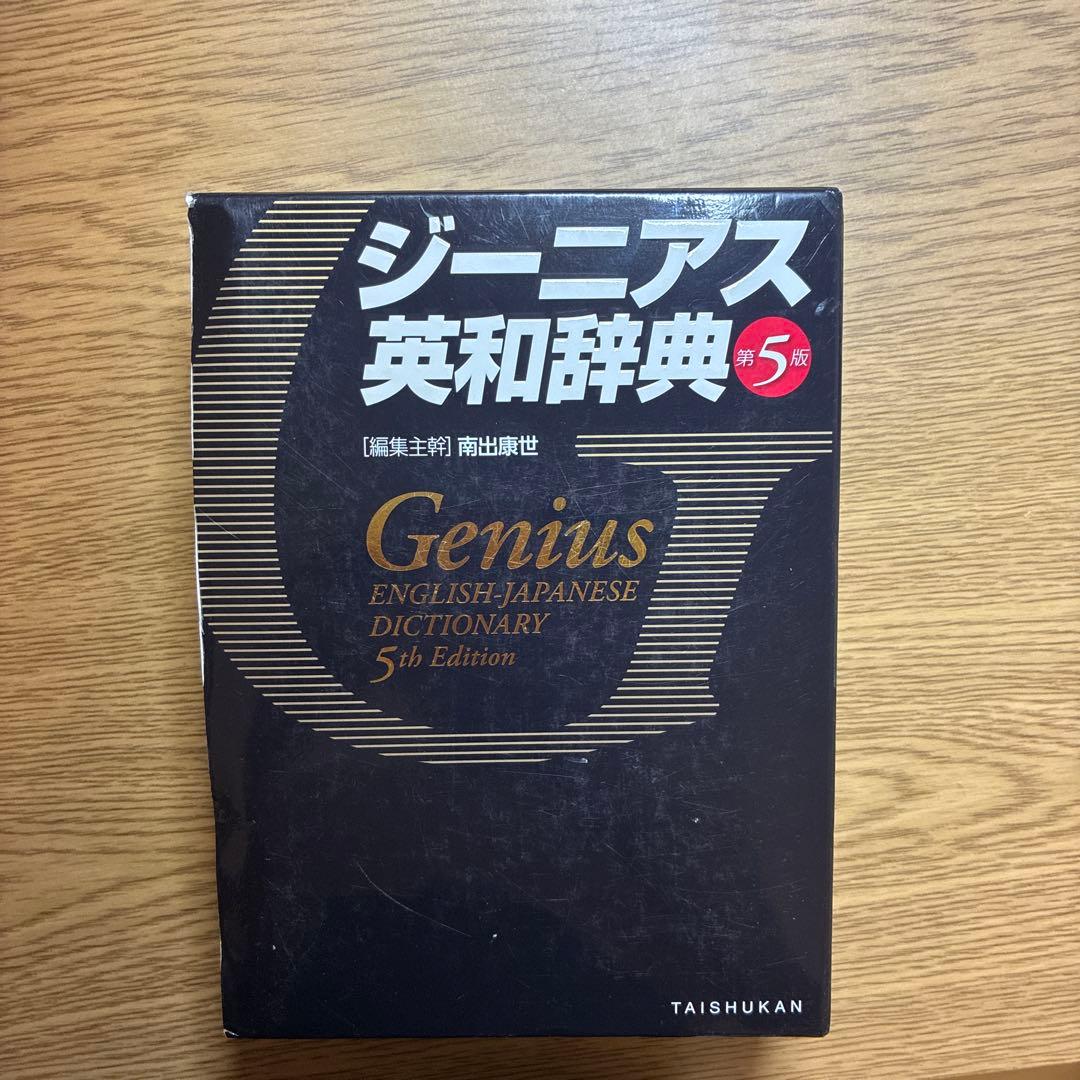 ジーニアス
英和辞典 第5版
[編集主幹] 南出康世
Genius
ENGLISH-JAPANESE
DICTIONARY
5th Edition
TAISHUKAN